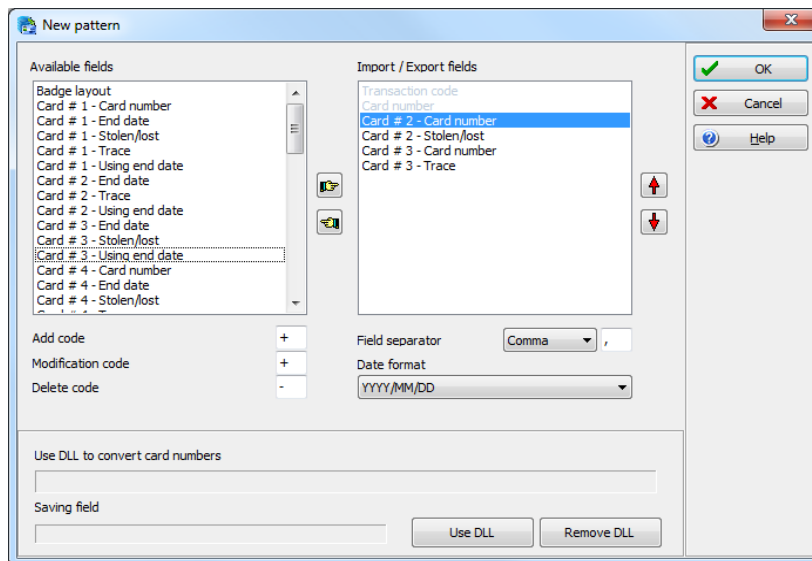 New pattern
Available fields
Badge layout
Card # 1 - Card number
Card # 1 - End date
Card # 1 - Stolen/lost
Card # 1 - Trace
Card # 1 - Using end date
Card # 2 - End date
Card # 2 - Trace
Card # 2 - Using end date
Card # 3 - End date
Card # 3 - Stolen/lost
Card # 3 - Using end date
Card # 4 - Card number
Card # 4 - End date
Card # 4 - Stolen/lost
Import / Export fields
Transaction code
Card number
Card # 2 - Card number
Card # 2 - Stolen/lost
Card # 3 - Card number
Card # 3 - Trace
OK
Cancel
Help
Add code +
Modification code +
Delete code -
Field separator Comma ,
Date format
YYYY/MM/DD
Use DLL to convert card numbers
Saving field
Use DLL Remove DLL